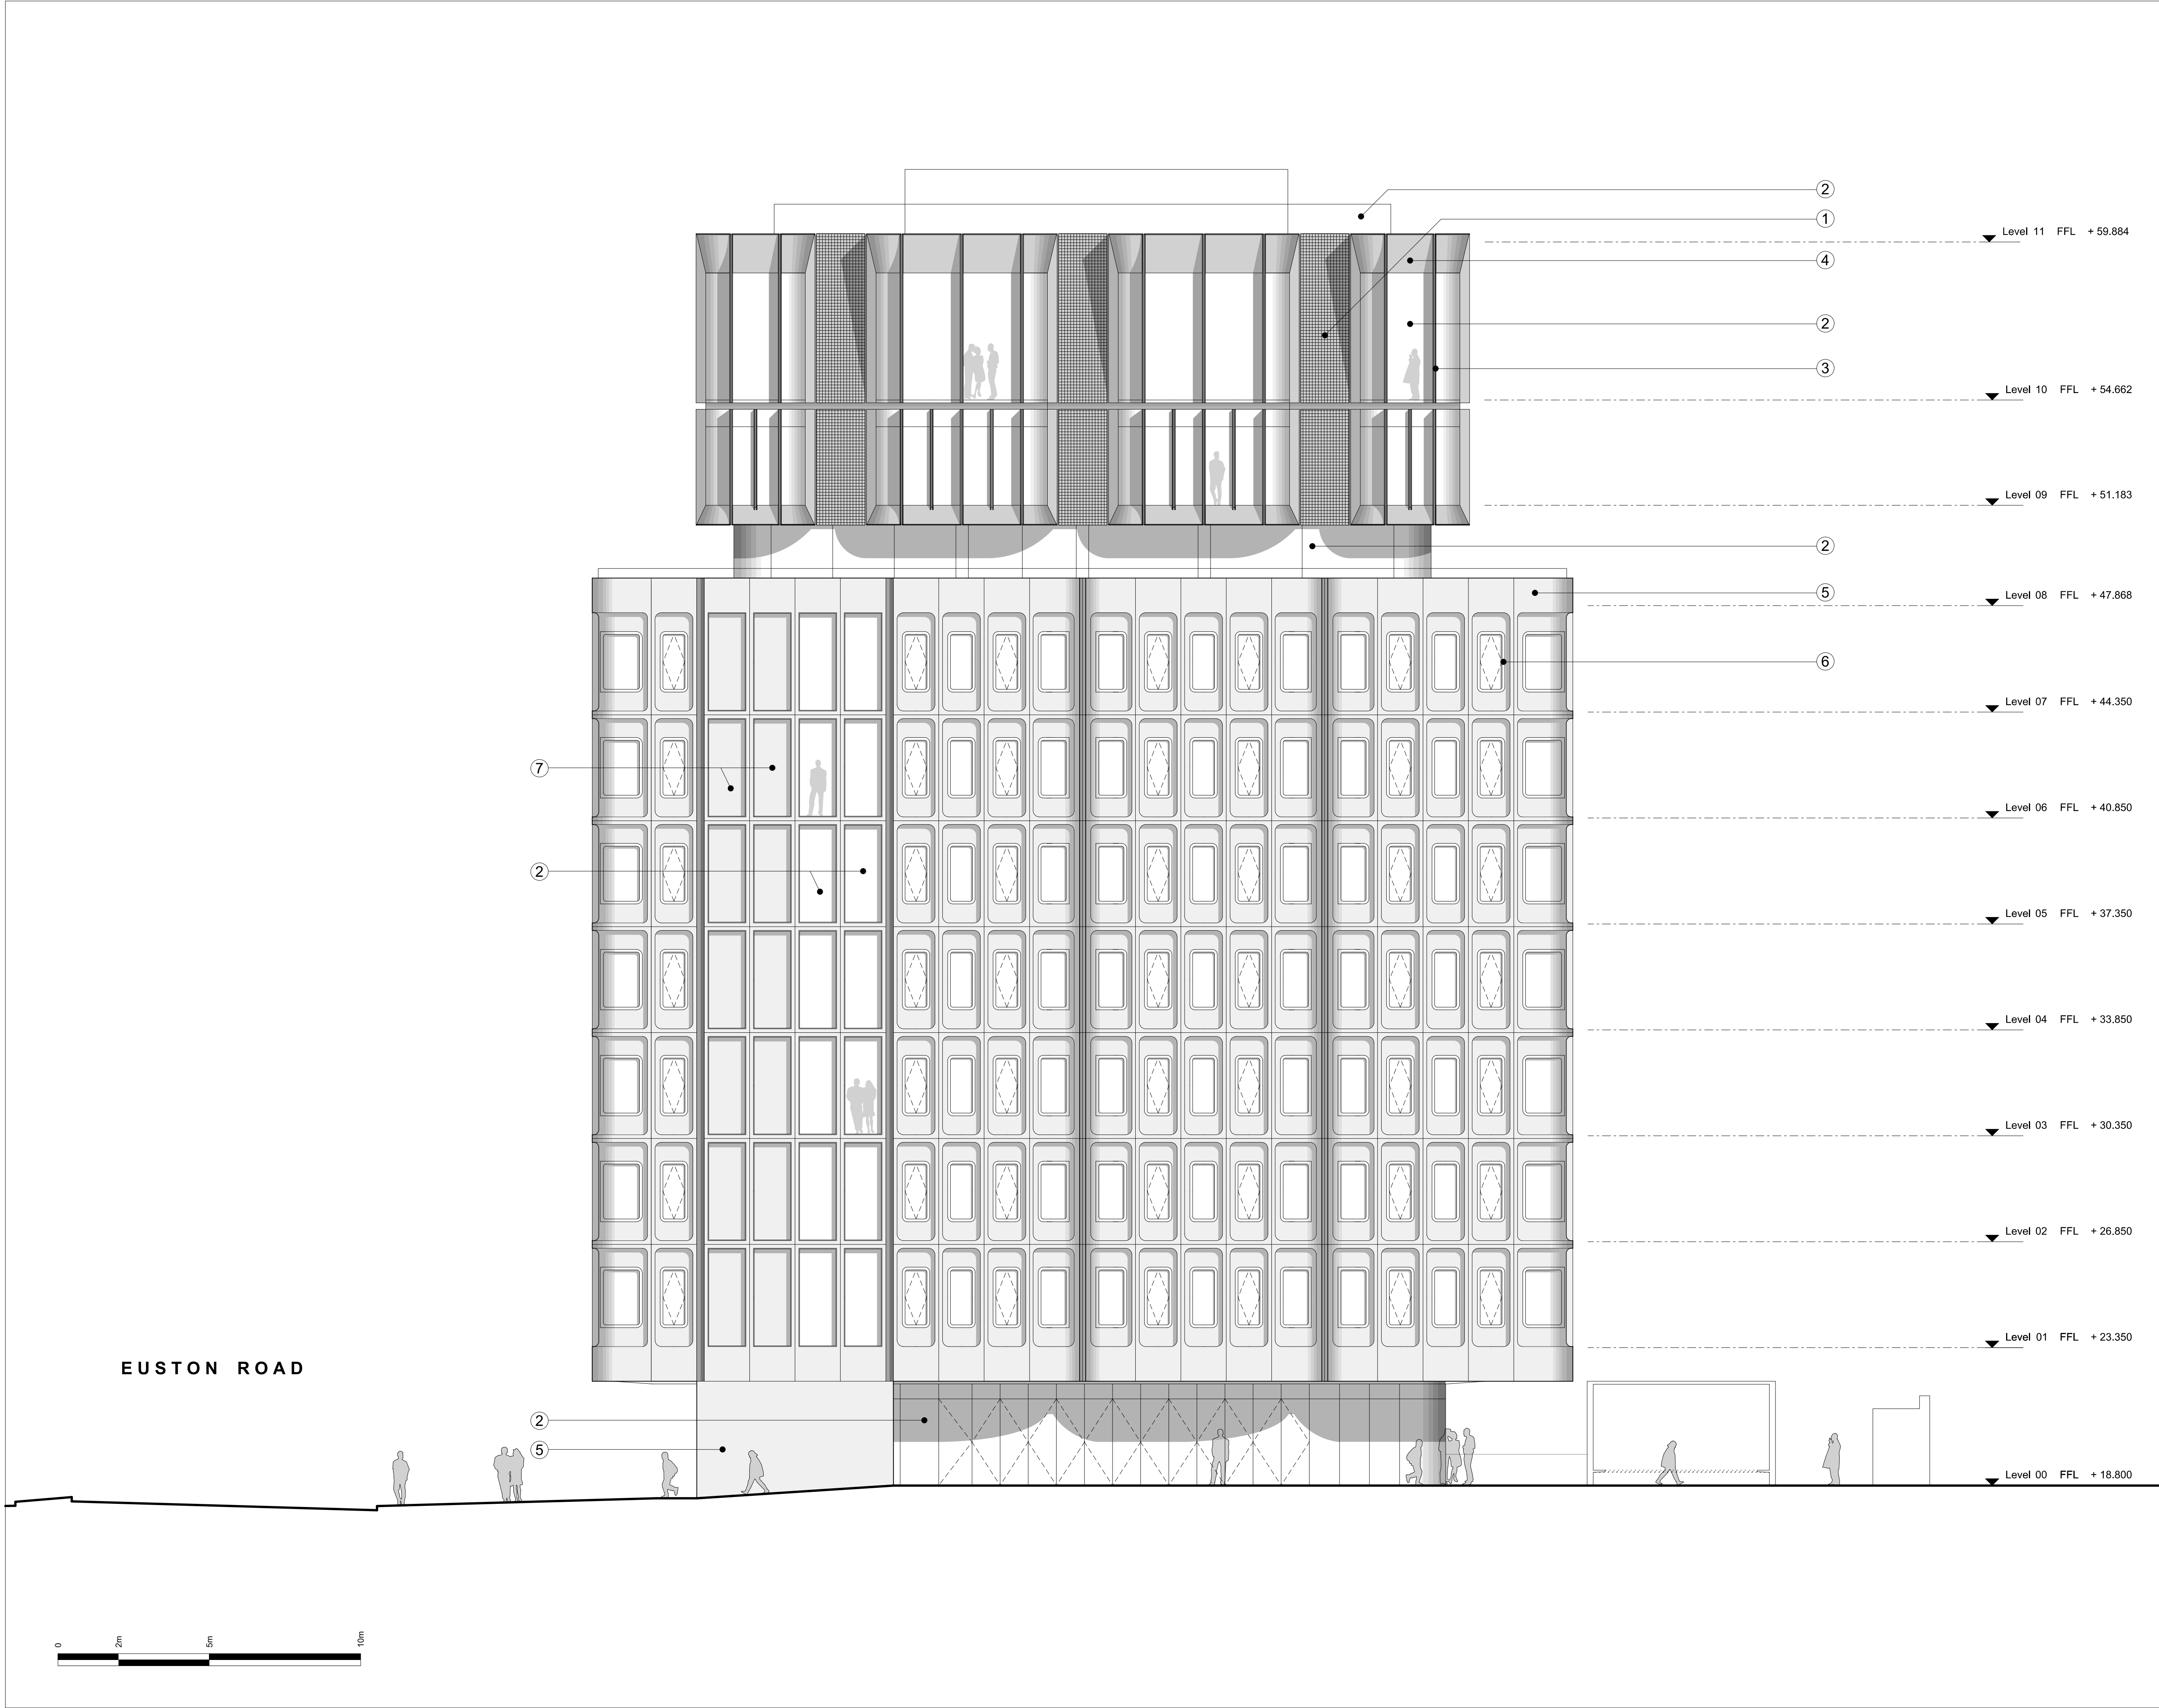 2
1
Level 11 FFL + 59.884
4
2
3
Level 10 FFL + 54.662
Level 09 FFL + 51.183
2
5
Level 08 FFL + 47.868
6
Level 07 FFL + 44.350
7
Level 06 FFL + 40.850
2
Level 05 FFL + 37.350
Level 04 FFL + 33.850
Level 03 FFL + 30.350
Level 02 FFL + 26.850
Level 01 FFL + 23.350
EUSTON ROAD
2
5
Level 00 FFL + 18.800
0 2m 5m 10m